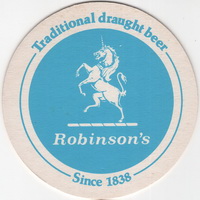 Traditional draught beer
Robinson's
Since 1838